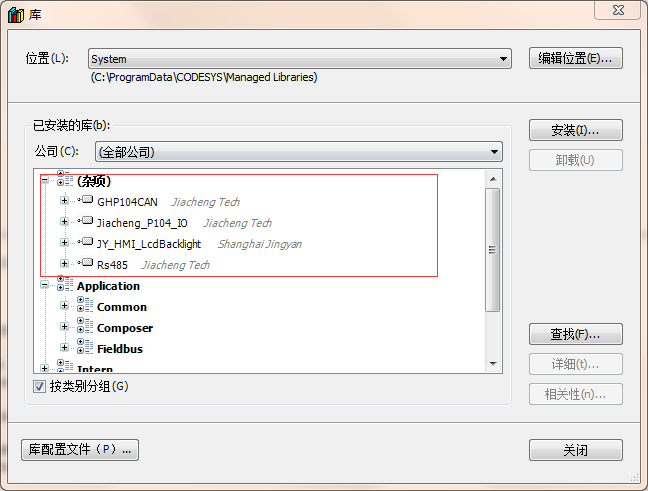 库
位置(L):
System
编辑位置(E)...
(C:\ProgramData\CODESYS\Managed Libraries)
已安装的库(b):
安装(I)...
公司(C):
(全部公司)
卸载(U)
(杂项)
GHP104CAN Jiacheng Tech
Jiacheng_P104_IO Jiacheng Tech
JY_HMI_LcdBacklight Shanghai Jingyan
Rs485 Jiacheng Tech
Application
Common
Composer
查找(F)...
Fieldbus
详细(t)...
Intern
按类别分组(G)
相关性(n)...
库配置文件（P）...
关闭